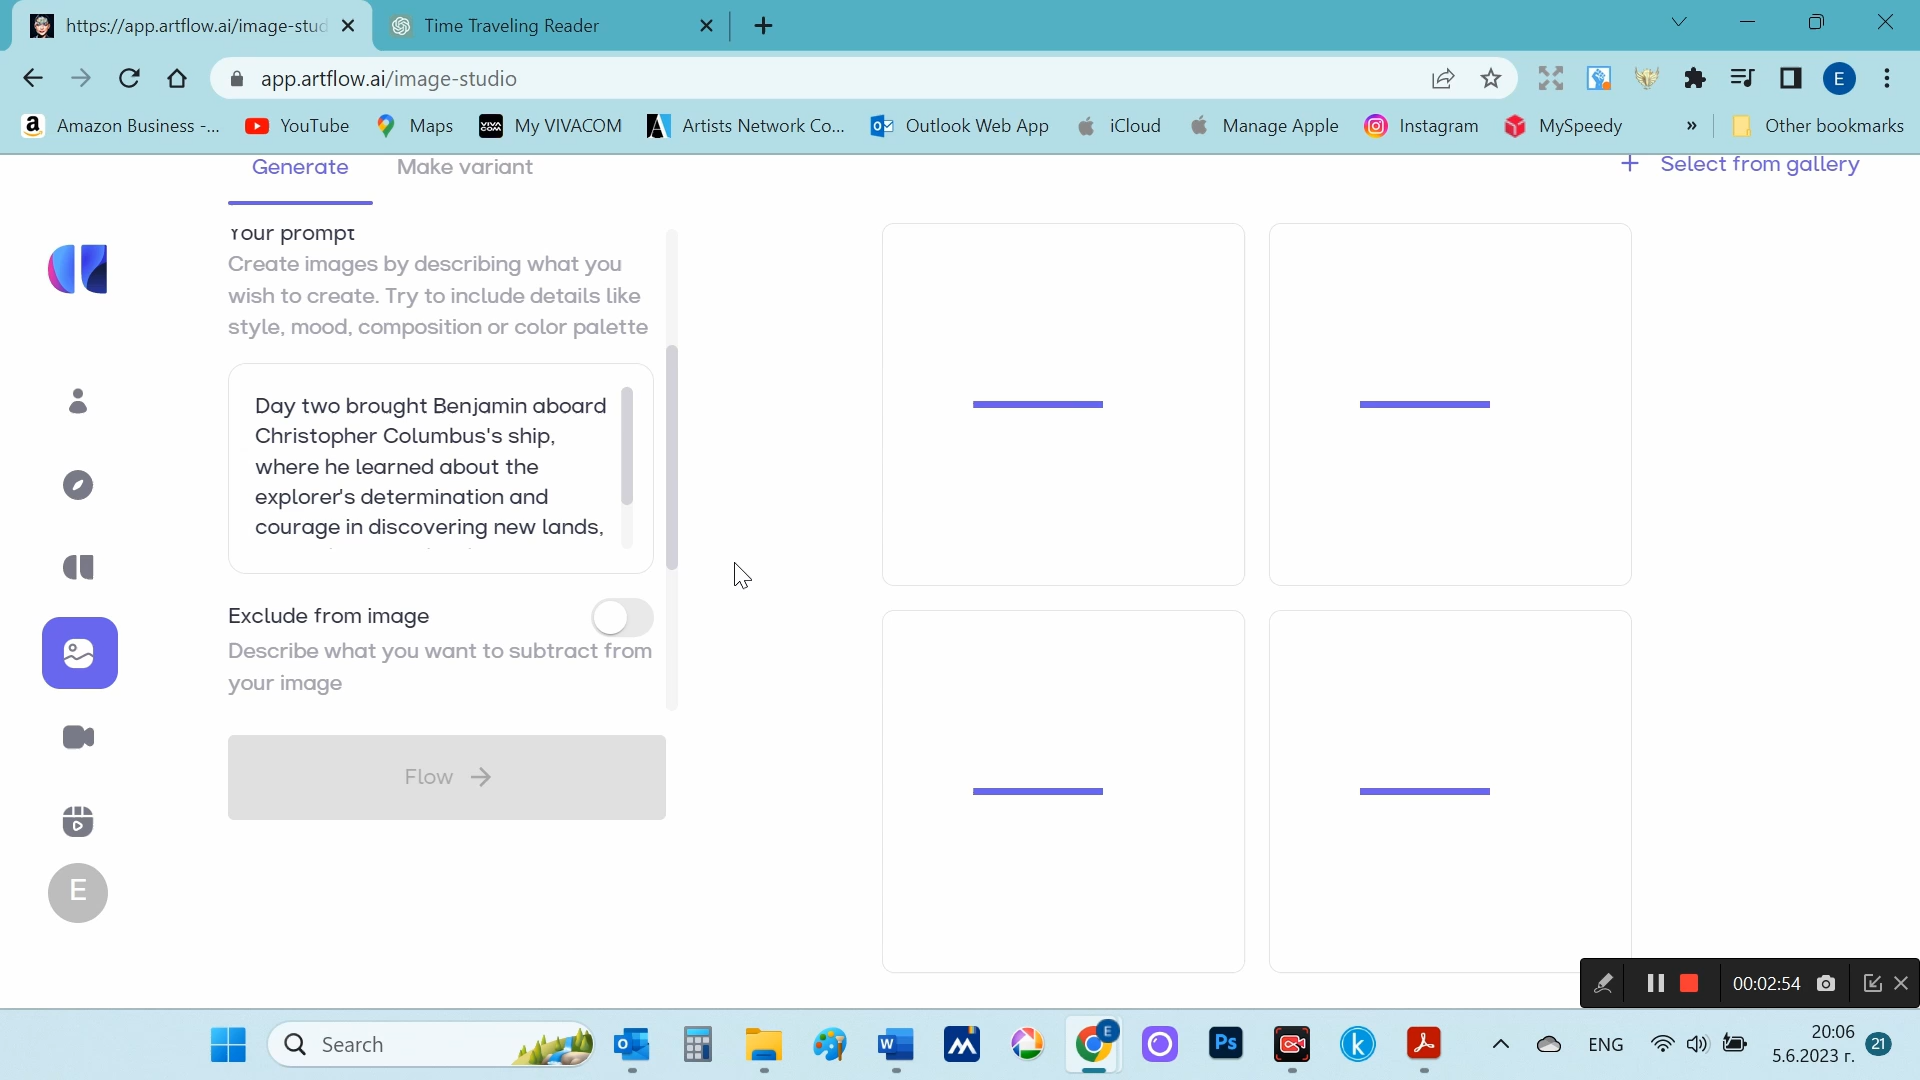 https://app.artflow.ai/image-stud
Time Traveling Reader
app.artflow.ai/image-studio
E
Amazon Business -...
YouTube
Maps
My VIVACOM
Artists Network Co...
Outlook Web App
iCloud
Manage Apple
Instagram
MySpeedy
»
Other bookmarks
Generate
Make variant
+ Select from gallery
Your prompt
Create images by describing what you
wish to create. Try to include details like
style, mood, composition or color palette
Day two brought Benjamin aboard
Christopher Columbus's ship,
where he learned about the
explorer's determination and
courage in discovering new lands,
Exclude from image
Describe what you want to subtract from
your image
Flow →
E
00:02:54
Search
E
Ps
k
ENG
20:06
5.6.2023 г.
21